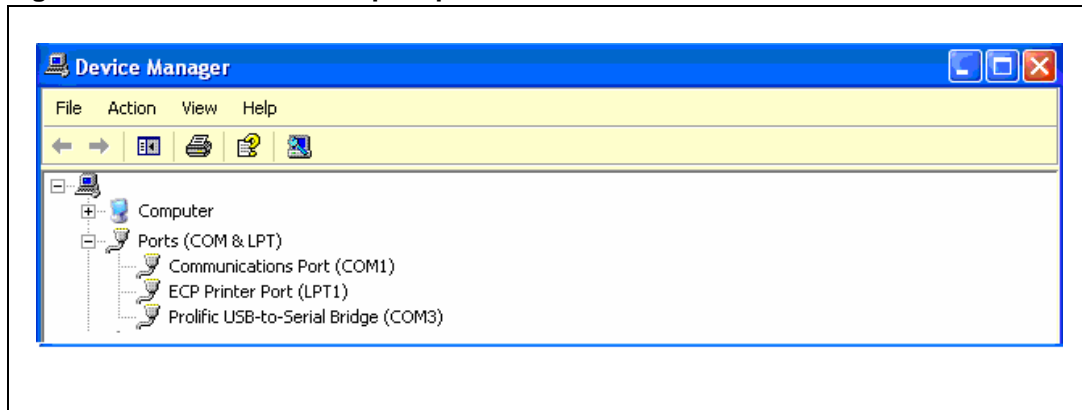 Device Manager
File Action View Help
Computer
Ports (COM & LPT)
Communications Port (COM1)
ECP Printer Port (LPT1)
Prolific USB-to-Serial Bridge (COM3)